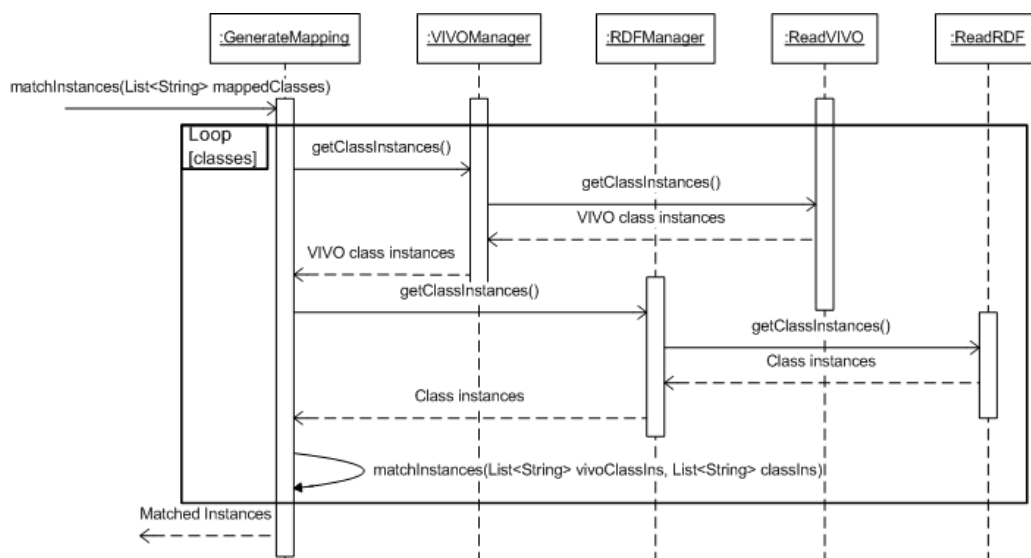 :GenerateMapping
:VIVOManager
:RDFManager
:ReadVIVO
:ReadRDF
matchInstances(List<String> mappedClasses)
Loop
[classes]
getClassInstances()
getClassInstances()
VIVO class instances
VIVO class instances
getClassInstances()
getClassInstances()
Class instances
Class instances
matchInstances(List<String> vivoClassIns, List<String> classIns)
Matched Instances